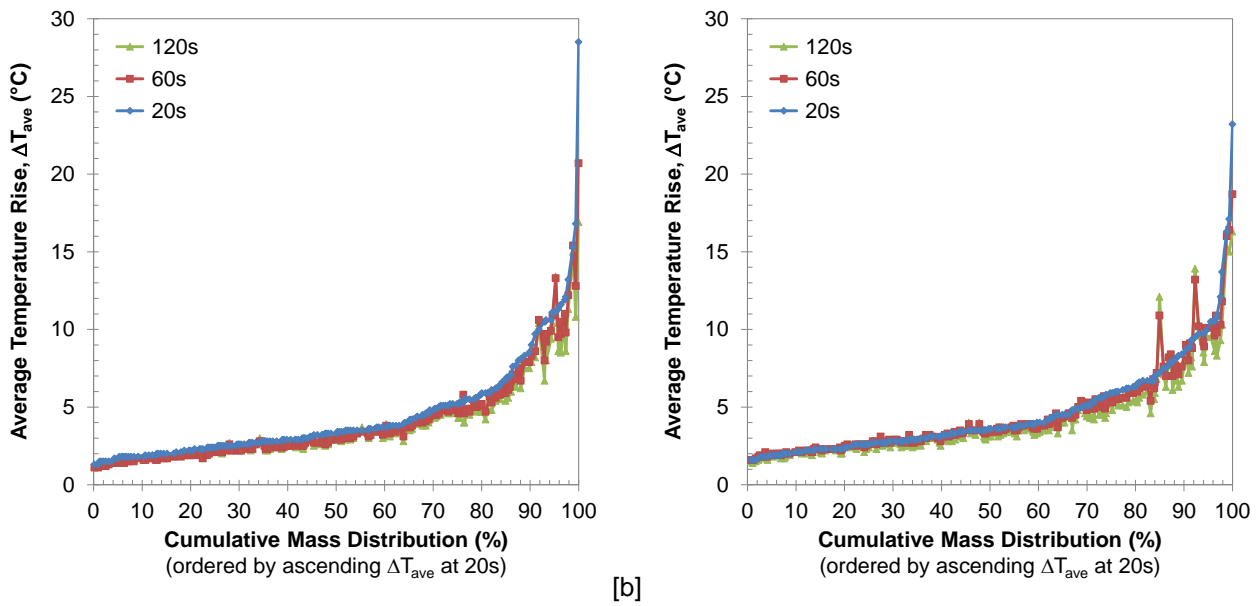 Average Temperature Rise, ΔTave (°C)
30
25
20
15
10
5
0
120s
60s
20s
0 10 20 30 40 50 60 70 80 90 100
Cumulative Mass Distribution (%)
(ordered by ascending ΔTave at 20s)
[b]
Average Temperature Rise, ΔTave (°C)
30
25
20
15
10
5
0
120s
60s
20s
0 10 20 30 40 50 60 70 80 90 100
Cumulative Mass Distribution (%)
(ordered by ascending ΔTave at 20s)